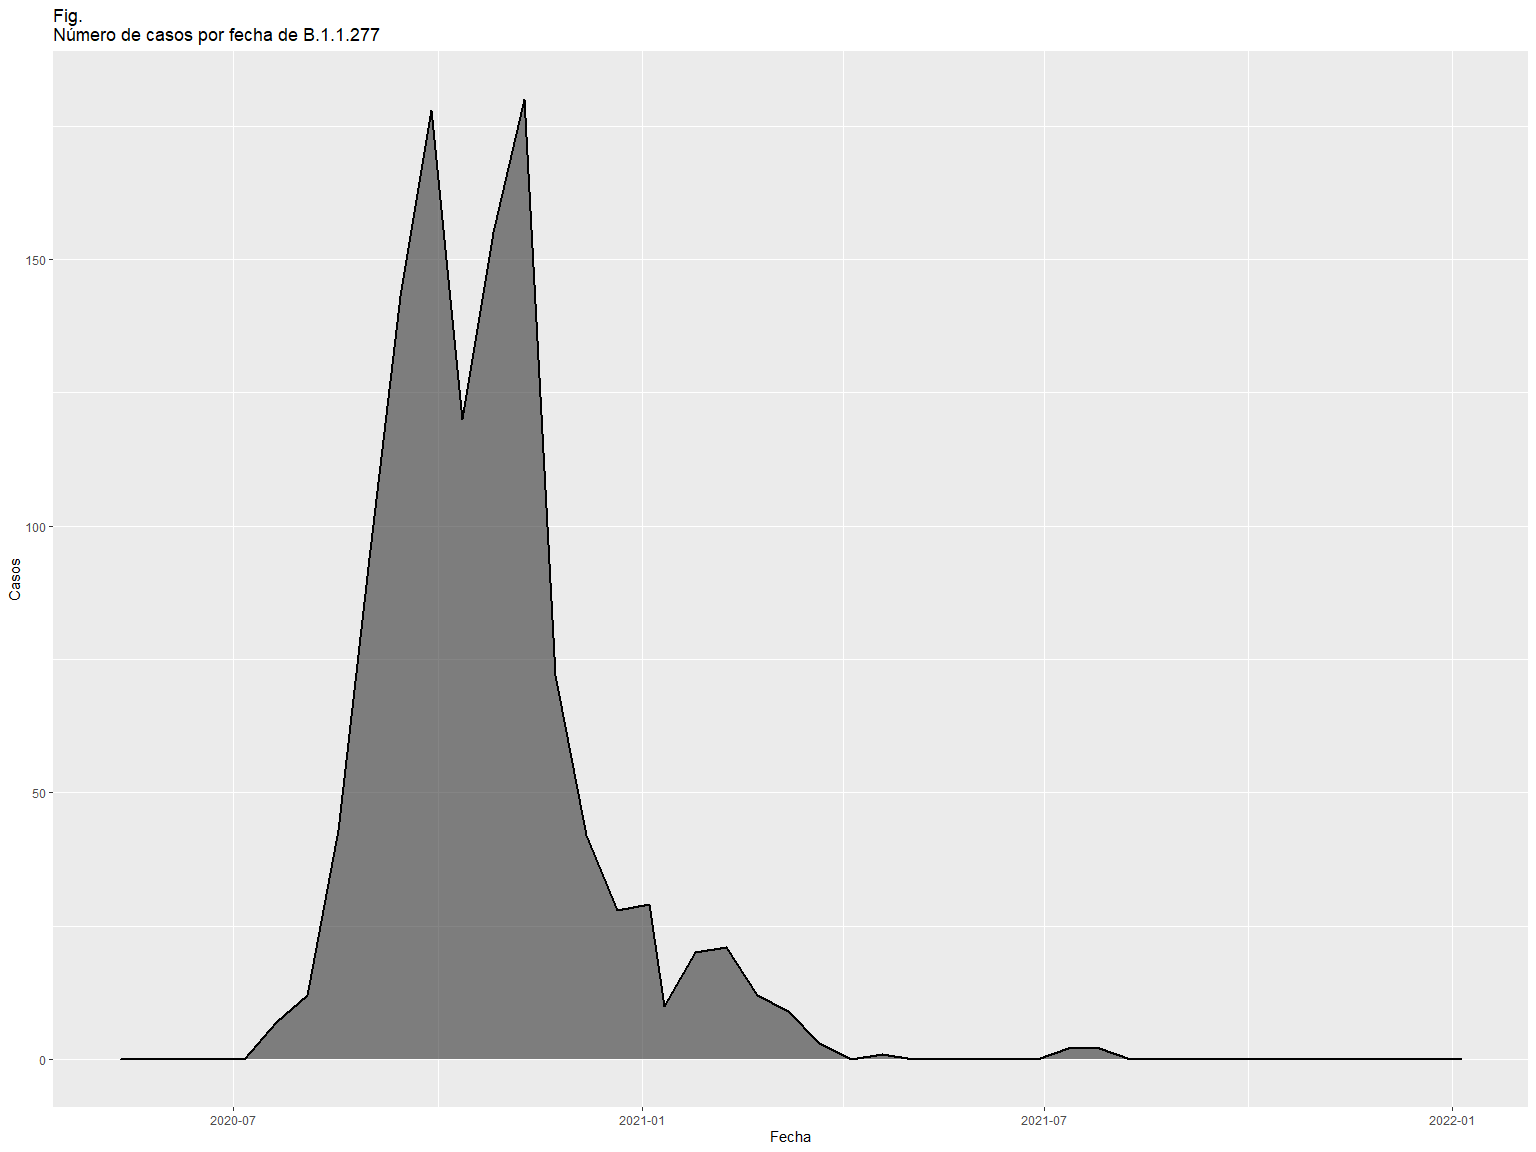 Fig.
Número de casos por fecha de B.1.1.277
150
100
50
0
Casos
2020-07
2021-01
2021-07
2022-01
Fecha